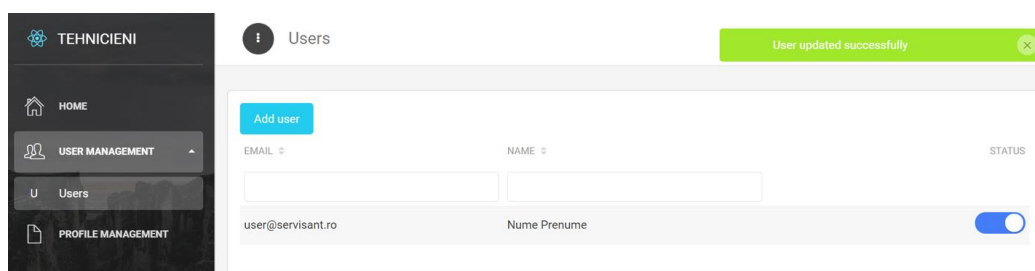 TEHNICIENI
Users
User updated successfully
HOME
Add user
USER MANAGEMENT
EMAIL NAME STATUS
U Users
user@servisant.ro Nume Prenume
PROFILE MANAGEMENT